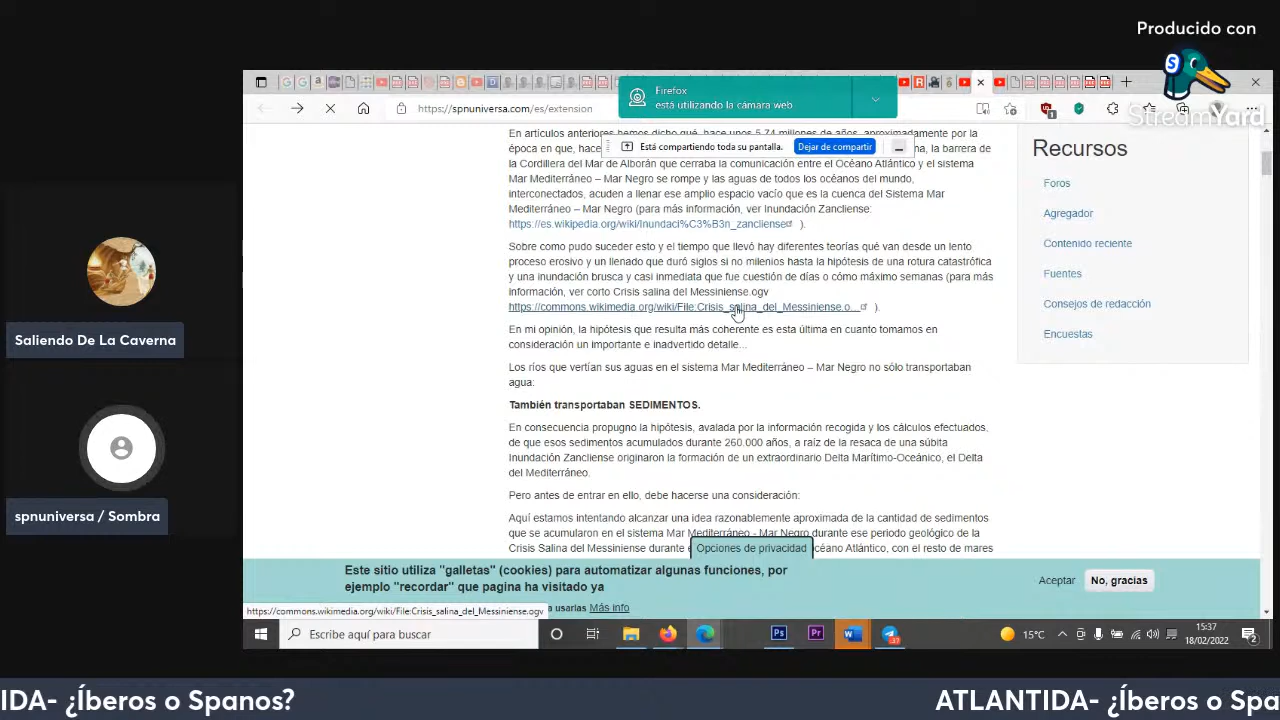 Producido con
StreamYard
Firefox
está utilizando la cámara web
https://spnuniversa.com/es/extension
Está compartiendo toda su pantalla.
Dejar de compartir
En artículos anteriores hemos dicho qué, hace unos 5,74 millones de años, aproximadamente por la
época en que, hace na, la barrera de
la Cordillera del Mar de Alborán que cerraba la comunicación entre el Océano Atlántico y el sistema
Mar Mediterráneo – Mar Negro se rompe y las aguas de todos los océanos del mundo,
interconectados, acuden a llenar ese amplio espacio vacío que es la cuenca del Sistema Mar
Mediterráneo – Mar Negro (para más información, ver Inundación Zancliense:
https://es.wikipedia.org/wiki/Inundaci%C3%B3n_zancliense ).
Sobre como pudo suceder esto y el tiempo que llevó hay diferentes teorías qué van desde un lento
proceso erosivo y un llenado que duró siglos si no milenios hasta la hipótesis de una rotura catastrófica
y una inundación brusca y casi inmediata que fue cuestión de días o cómo máximo semanas (para más
información, ver corto Crisis salina del Messiniense.ogv
https://commons.wikimedia.org/wiki/File:Crisis_salina_del_Messiniense.o... ).
En mi opinión, la hipótesis que resulta más coherente es esta última en cuanto tomamos en
consideración un importante e inadvertido detalle...
Los ríos que vertían sus aguas en el sistema Mar Mediterráneo – Mar Negro no sólo transportaban
agua:
También transportaban SEDIMENTOS.
En consecuencia propugno la hipótesis, avalada por la información recogida y los cálculos efectuados,
de que esos sedimentos acumulados durante 260.000 años, a raíz de la resaca de una súbita
Inundación Zancliense originaron la formación de un extraordinario Delta Marítimo-Oceánico, el Delta
del Mediterráneo.
Pero antes de entrar en ello, debe hacerse una consideración:
Aquí estamos intentando alcanzar una idea razonablemente aproximada de la cantidad de sedimentos
que se acumularon en el sistema Mar Mediterráneo - Mar Negro durante ese periodo geológico de la
Crisis Salina del Messiniense durante océano Atlántico, con el resto de mares
Recursos
Foros
Agregador
Contenido reciente
Fuentes
Consejos de redacción
Encuestas
Saliendo De La Caverna
spnuniversa / Sombra
Opciones de privacidad
Este sitio utiliza "galletas" (cookies) para automatizar algunas funciones, por
ejemplo "recordar" que pagina ha visitado ya
Aceptar
No, gracias
a usarlas Más info
https://commons.wikimedia.org/wiki/File:Crisis_salina_del_Messiniense.ogv
Escribe aquí para buscar
15°C
15:37
18/02/2022
2
IDA- ¿Íberos o Spanos?
ATLANTIDA- ¿Íberos o Spa